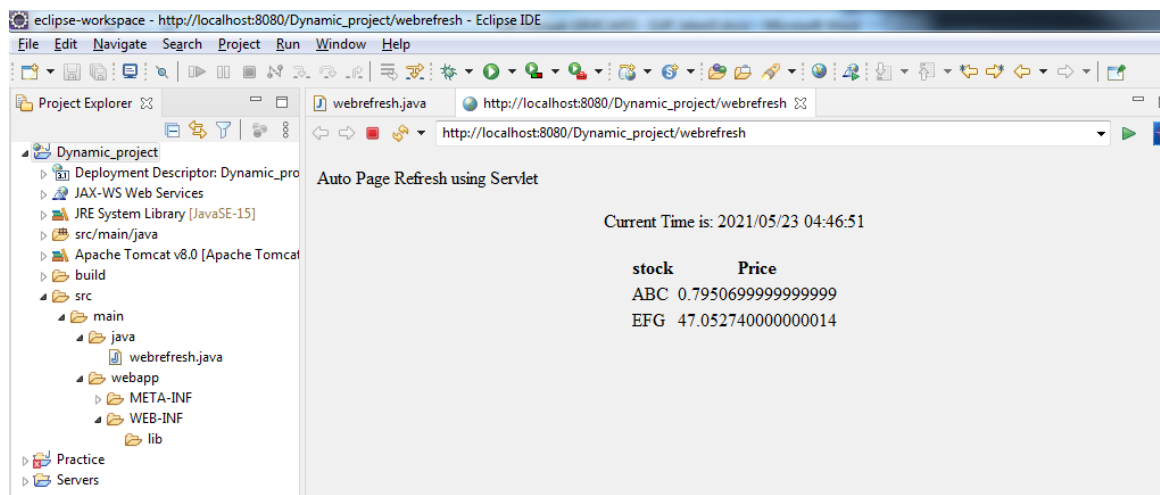 eclipse-workspace - http://localhost:8080/Dynamic_project/webrefresh - Eclipse IDE
File Edit Navigate Search Project Run Window Help
Project Explorer
webrefresh.java
http://localhost:8080/Dynamic_project/webrefresh
http://localhost:8080/Dynamic_project/webrefresh
Dynamic_project
Deployment Descriptor: Dynamic_pro
JAX-WS Web Services
JRE System Library [JavaSE-15]
src/main/java
Apache Tomcat v8.0 [Apache Tomcat
build
src
main
java
webrefresh.java
webapp
META-INF
WEB-INF
lib
Practice
Servers
Auto Page Refresh using Servlet
Current Time is: 2021/05/23 04:46:51
stock Price
ABC 0.7950699999999999
EFG 47.052740000000014